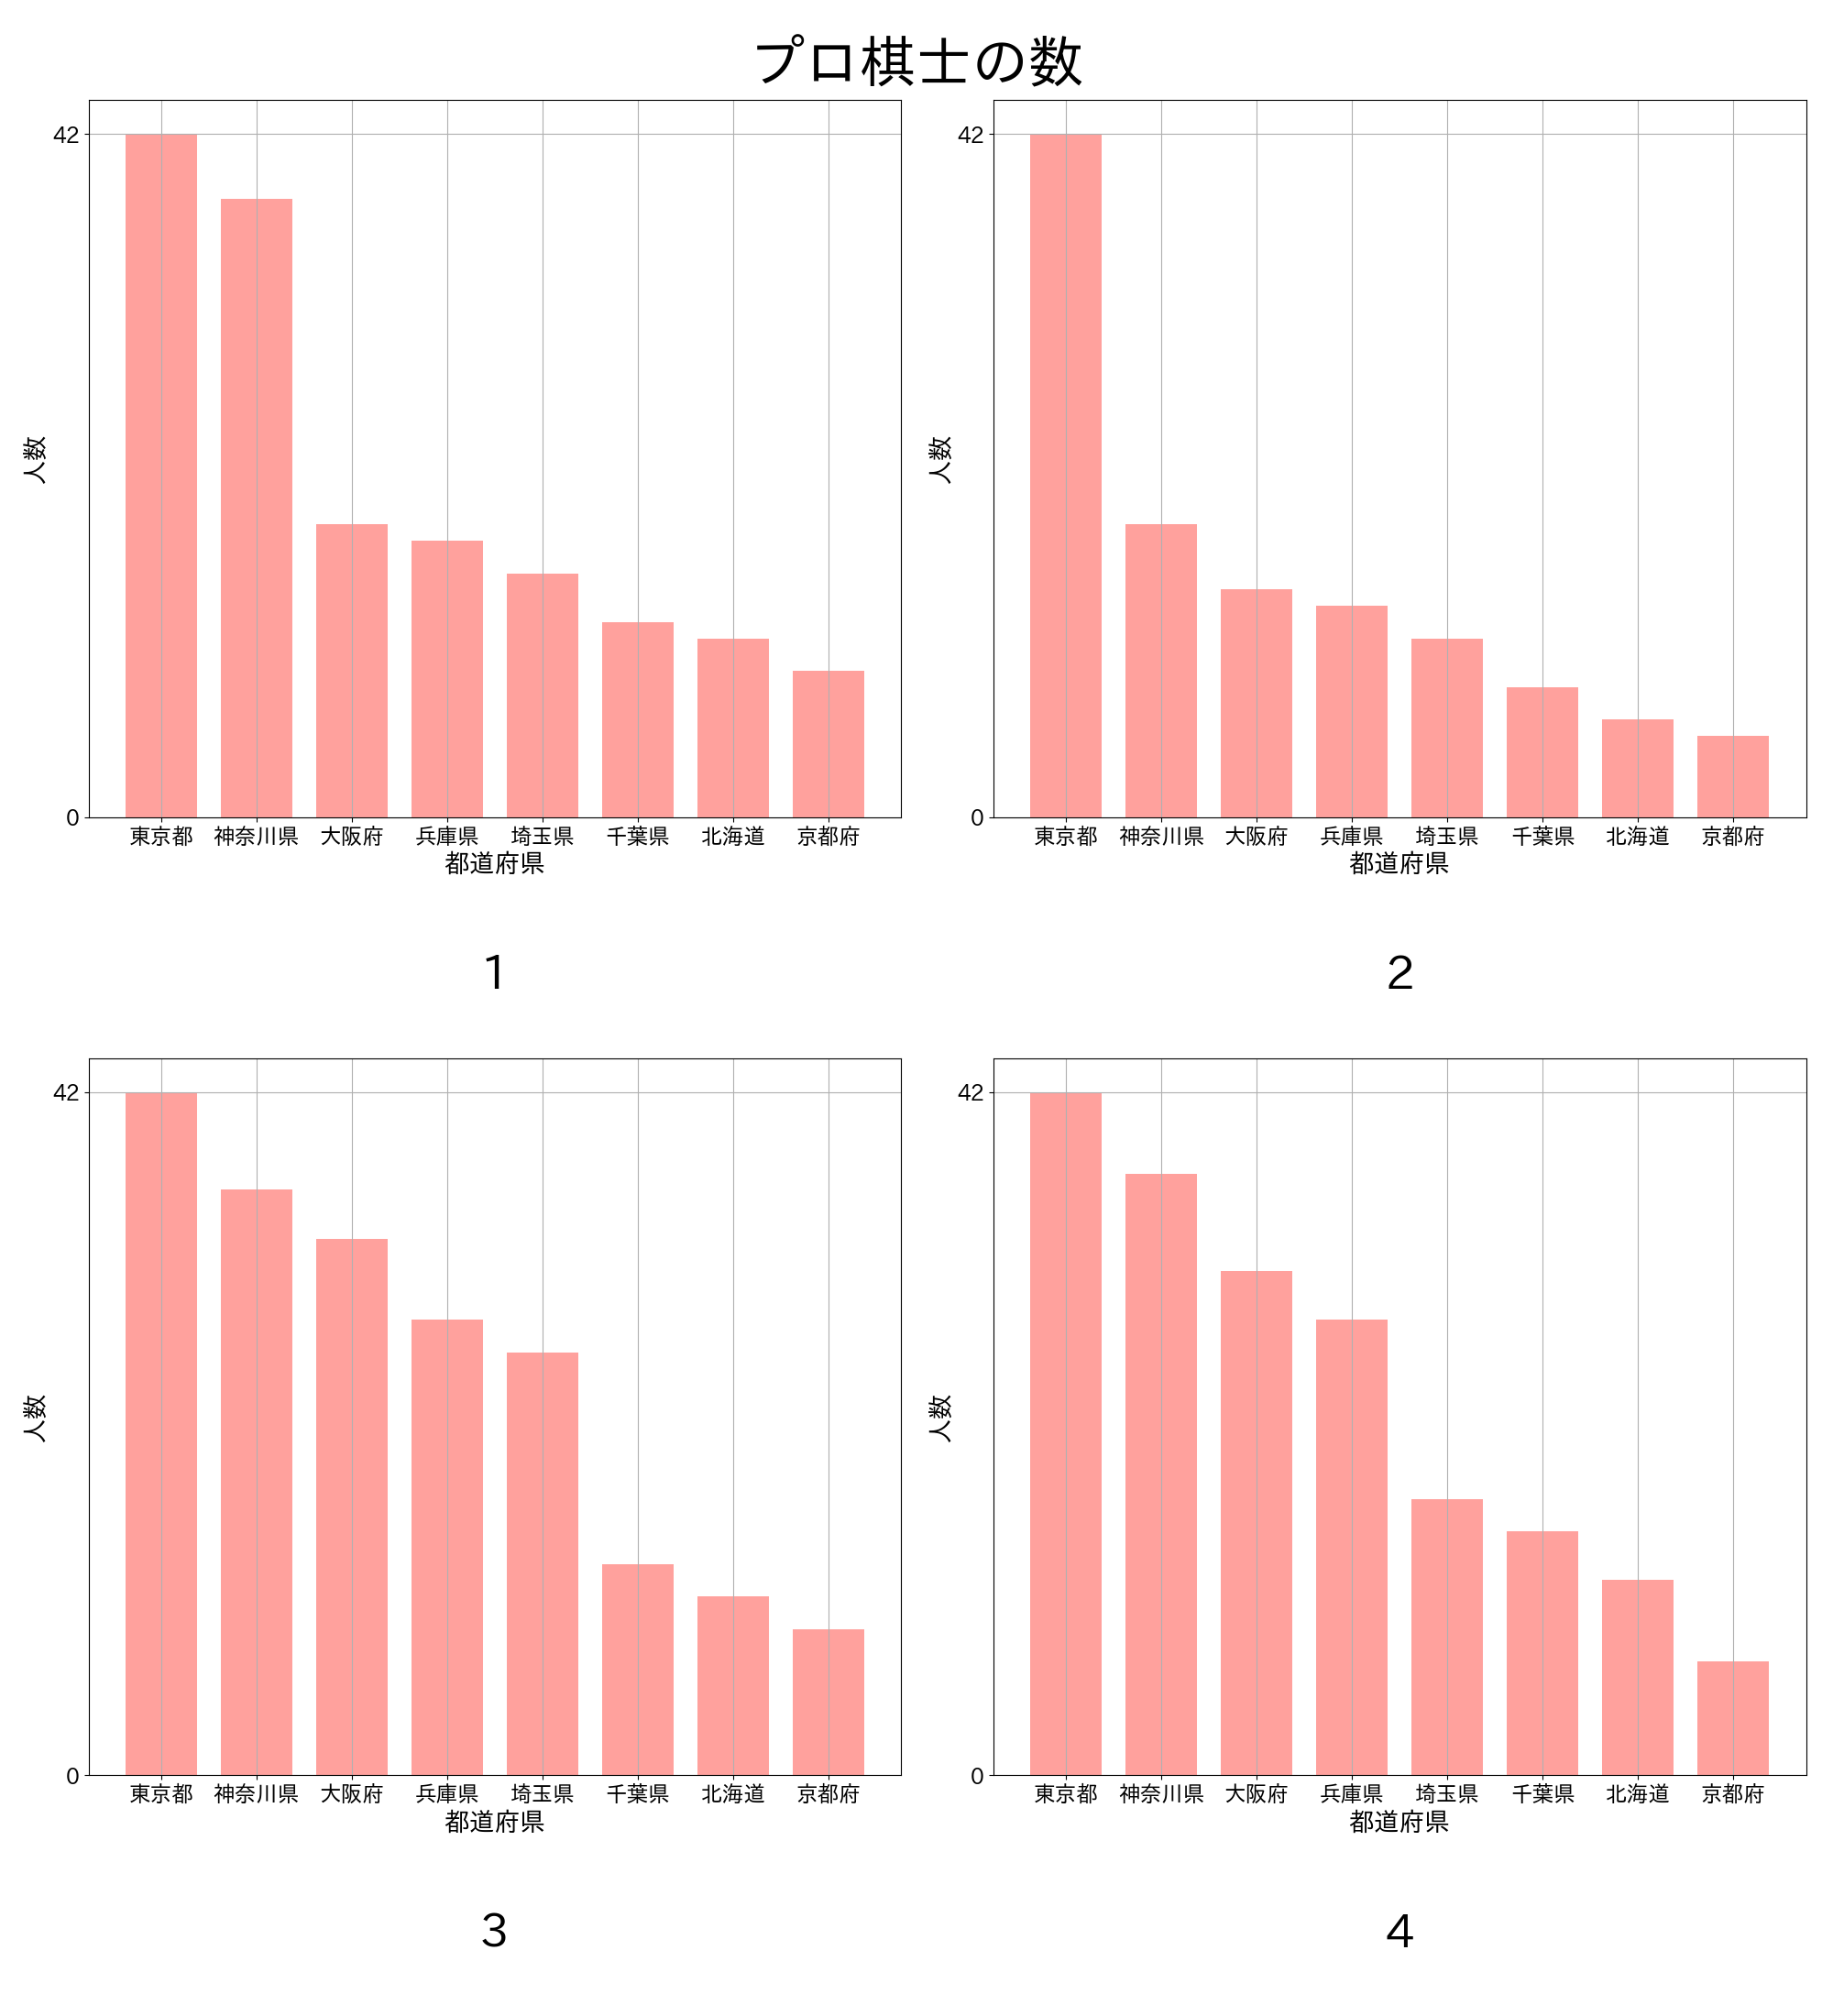 プロ棋士の数
42
0
人数
東京都 神奈川県 大阪府 兵庫県 埼玉県 千葉県 北海道 京都府
都道府県
1
42
0
人数
東京都 神奈川県 大阪府 兵庫県 埼玉県 千葉県 北海道 京都府
都道府県
2
42
0
人数
東京都 神奈川県 大阪府 兵庫県 埼玉県 千葉県 北海道 京都府
都道府県
3
42
0
人数
東京都 神奈川県 大阪府 兵庫県 埼玉県 千葉県 北海道 京都府
都道府県
4